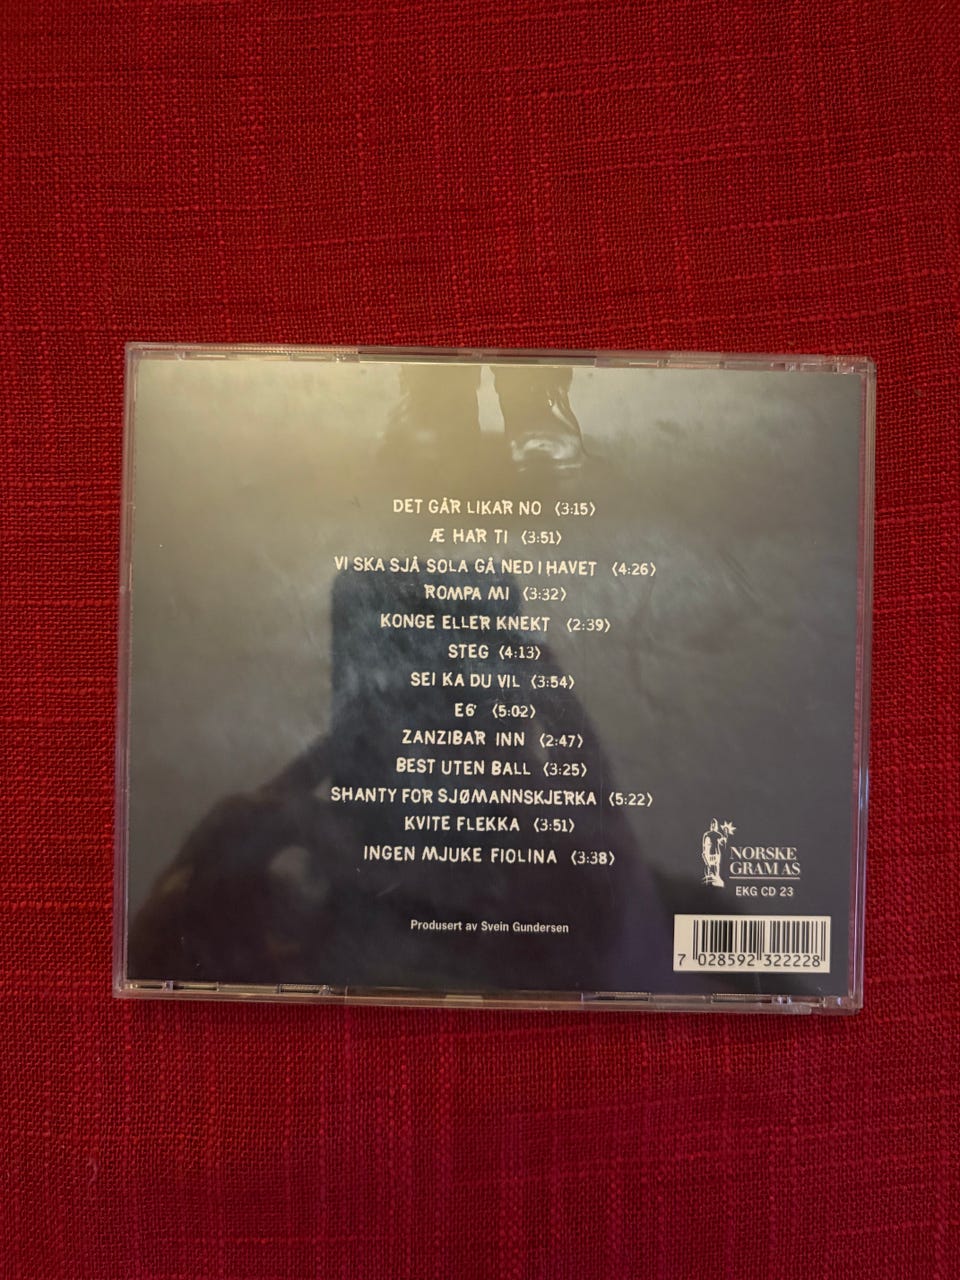 DET GÅR LIKAR NO (3:15)
Æ HAR TI (3:51)
VI SKA SJÅ SOLA GÅ NED I HAVET (4:26)
ROMPA MI (3:32)
KONGE ELLER KNEKT (2:39)
STEG (4:13)
SEI KA DU VIL (3:54)
E6 (5:02)
ZANZIBAR INN (2:47)
BEST UTEN BALL (3:25)
SHANTY FOR SJØMANNSKJERKA (5:22)
KVITE FLEKKA (3:51)
INGEN MJUKE FIOLINA (3:38)
NORSKE
GRAM AS
EKG CD 23
Produsert av Svein Gundersen
7 028592 322228